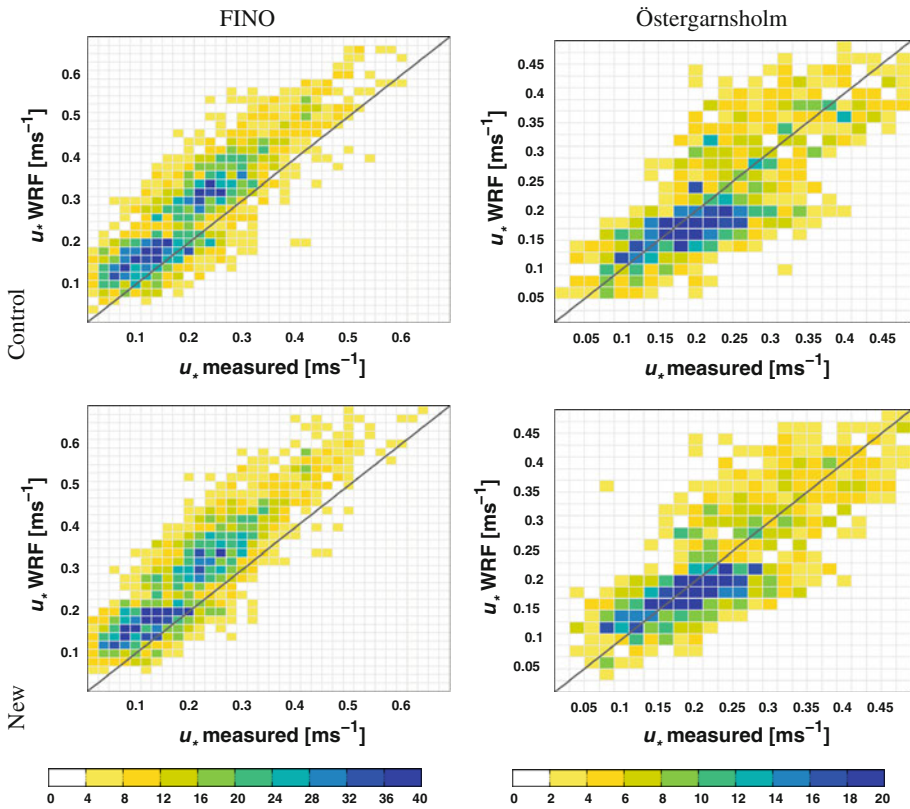 FINO
Östergarnsholm
Control
u* WRF [ms⁻¹]
0.6
0.5
0.4
0.3
0.2
0.1
0.1 0.2 0.3 0.4 0.5 0.6
u* measured [ms⁻¹]
u* WRF [ms⁻¹]
0.45
0.4
0.35
0.3
0.25
0.2
0.15
0.1
0.05
0.05 0.1 0.15 0.2 0.25 0.3 0.35 0.4 0.45
u* measured [ms⁻¹]
New
u* WRF [ms⁻¹]
0.6
0.5
0.4
0.3
0.2
0.1
0.1 0.2 0.3 0.4 0.5 0.6
u* measured [ms⁻¹]
u* WRF [ms⁻¹]
0.45
0.4
0.35
0.3
0.25
0.2
0.15
0.1
0.05
0.05 0.1 0.15 0.2 0.25 0.3 0.35 0.4 0.45
u* measured [ms⁻¹]
0 4 8 12 16 20 24 28 32 36 40
0 2 4 6 8 10 12 14 16 18 20